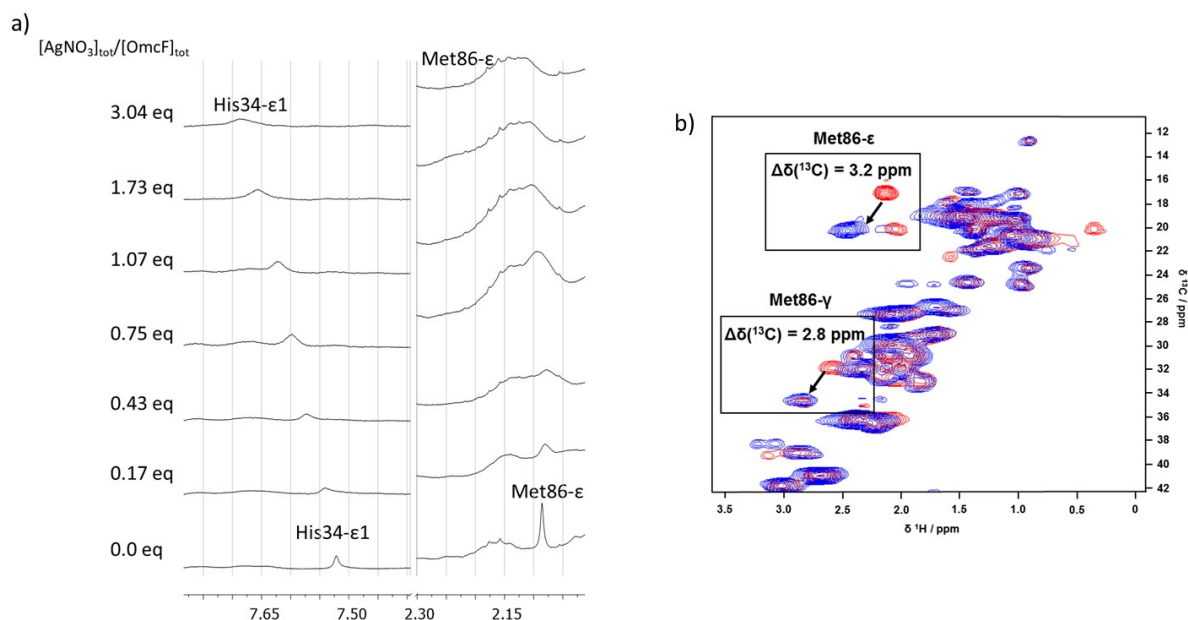 a)
[AgNO₃]tot/[OmcF]tot
Met86-ε
3.04 eq
His34-ε1
1.73 eq
1.07 eq
0.75 eq
0.43 eq
0.17 eq
Met86-ε
0.0 eq
His34-ε1
7.65 7.50 2.30 2.15
b)
Met86-ε
Δδ(¹³C) = 3.2 ppm
Met86-γ
Δδ(¹³C) = 2.8 ppm
12
14
16
18
20
22
24
26
28
30
32
34
36
38
40
42
δ ¹³C / ppm
3.5 3.0 2.5 2.0 1.5 1.0 0.5 0
δ ¹H / ppm